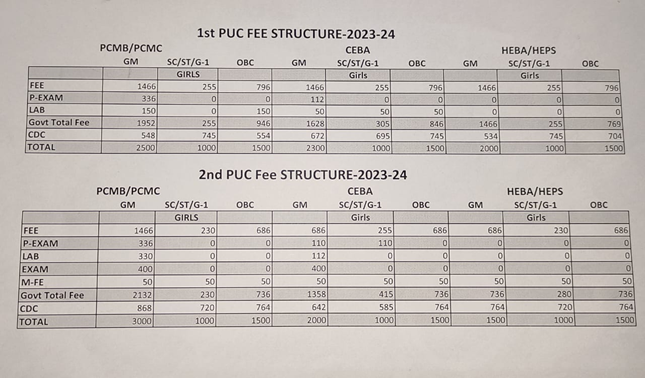 1st PUC FEE STRUCTURE-2023-24
PCMB/PCMC CEBA HEBA/HEPS
GM SC/ST/G-1 OBC GM SC/ST/G-1 OBC GM SC/ST/G-1 OBC
GIRLS Girls Girls
FEE 1466 255 796 1466 255 796 1466 255 796
P-EXAM 336 0 0 112 0 0 0 0 0
LAB 150 0 150 50 50 50 0 0 0
Govt Total Fee 1952 255 946 1628 305 846 1466 255 769
CDC 548 745 554 672 695 745 534 745 704
TOTAL 2500 1000 1500 2300 1000 1500 2000 1000 1500
2nd PUC Fee STRUCTURE-2023-24
PCMB/PCMC CEBA HEBA/HEPS
GM SC/ST/G-1 OBC GM SC/ST/G-1 OBC GM SC/ST/G-1 OBC
GIRLS Girls Girls
FEE 1466 230 686 686 255 686 686 230 686
P-EXAM 336 0 0 110 110 0 0 0 0
LAB 330 0 0 112 0 0 0 0 0
EXAM 400 0 0 400 0 0 0 0 0
M-FE 50 50 50 50 50 50 50 50 50
Govt Total Fee 2132 230 736 1358 415 736 736 280 736
CDC 868 720 764 642 585 764 764 720 764
TOTAL 3000 1000 1500 2000 1000 1500 1500 1000 1500